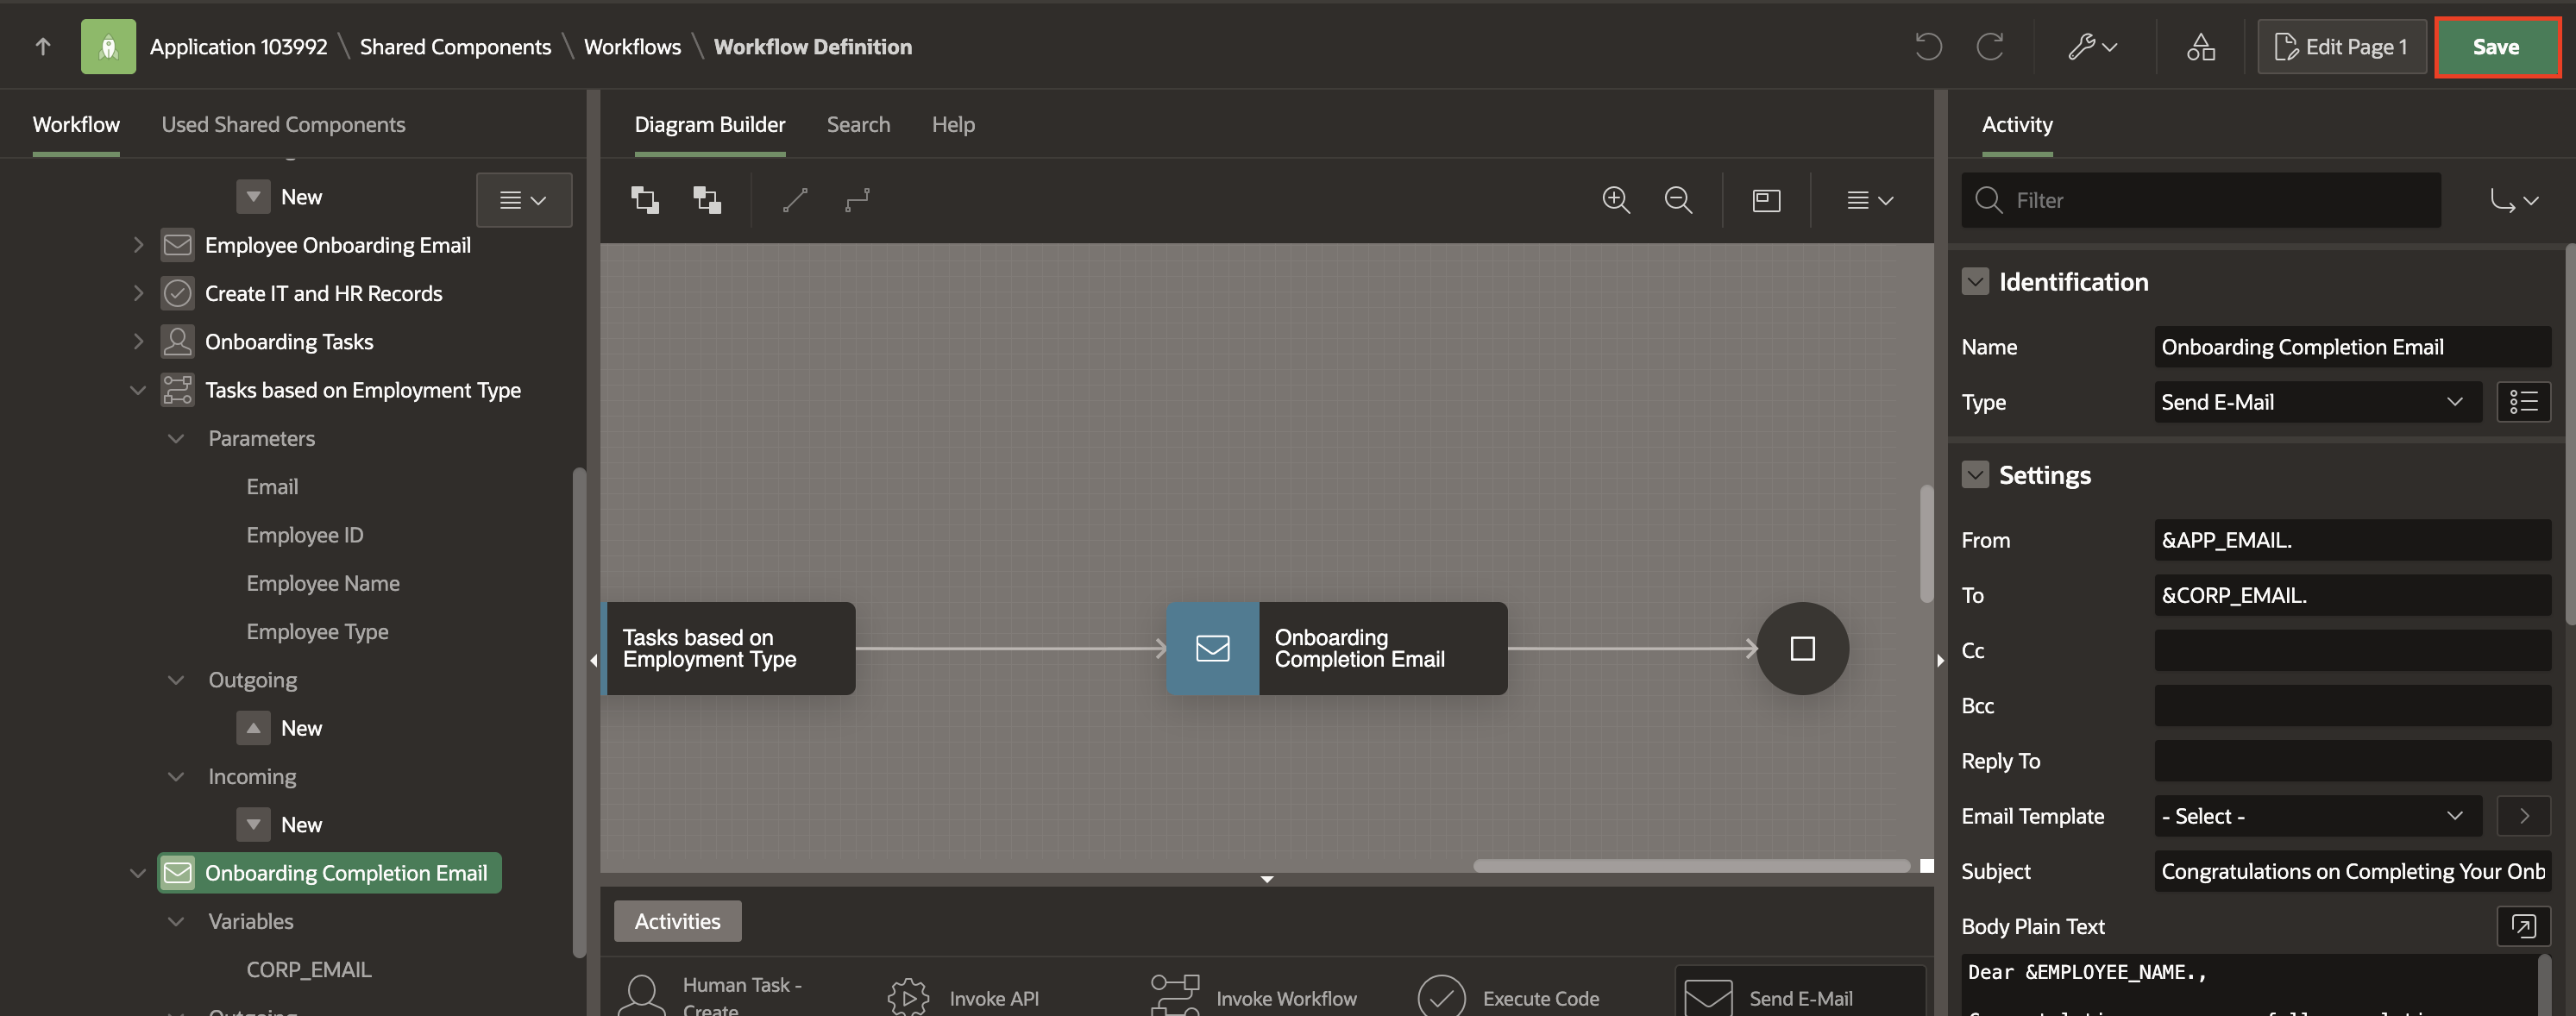 Application 103992 \ Shared Components \ Workflows \ Workflow Definition
Edit Page 1
Save
Workflow
Used Shared Components
New
Employee Onboarding Email
Create IT and HR Records
Onboarding Tasks
Tasks based on Employment Type
Parameters
Email
Employee ID
Employee Name
Employee Type
Outgoing
New
Incoming
New
Onboarding Completion Email
Variables
CORP_EMAIL
Outgoing
Diagram Builder
Search
Help
Tasks based on
Employment Type
Onboarding
Completion Email
Activities
Human Task -
Create
Invoke API
Invoke Workflow
Execute Code
Send E-Mail
Activity
Filter
Identification
Name
Onboarding Completion Email
Type
Send E-Mail
Settings
From
&APP_EMAIL.
To
&CORP_EMAIL.
Cc
Bcc
Reply To
Email Template
- Select -
Subject
Congratulations on Completing Your Onb
Body Plain Text
Dear &EMPLOYEE_NAME.,